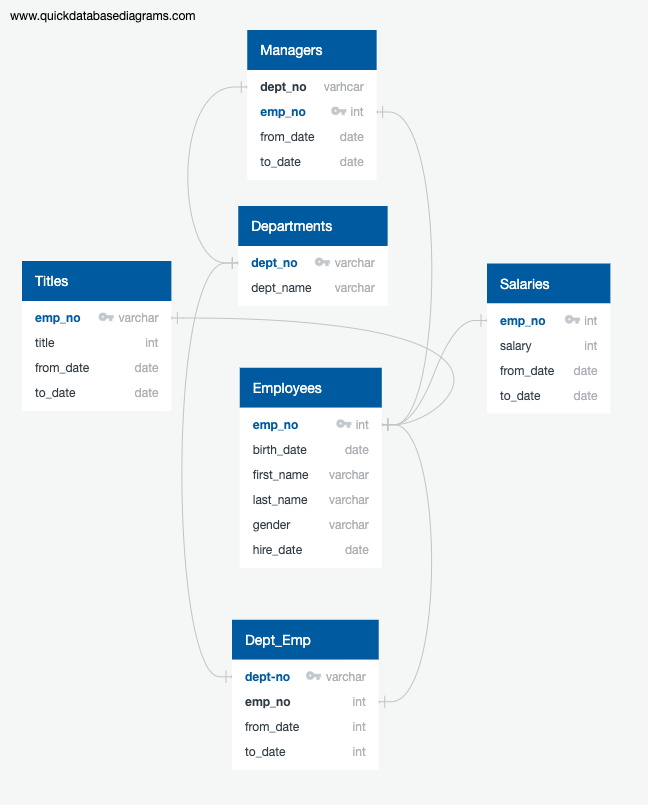 www.quickdatabasediagrams.com
Managers
dept_no varhcar
emp_no int
from_date date
to_date date
Departments
dept_no varchar
dept_name varchar
Titles
emp_no varchar
title int
from_date date
to_date date
Salaries
emp_no int
salary int
from_date date
to_date date
Employees
emp_no int
birth_date date
first_name varchar
last_name varchar
gender varchar
hire_date date
Dept_Emp
dept-no varchar
emp_no int
from_date int
to_date int